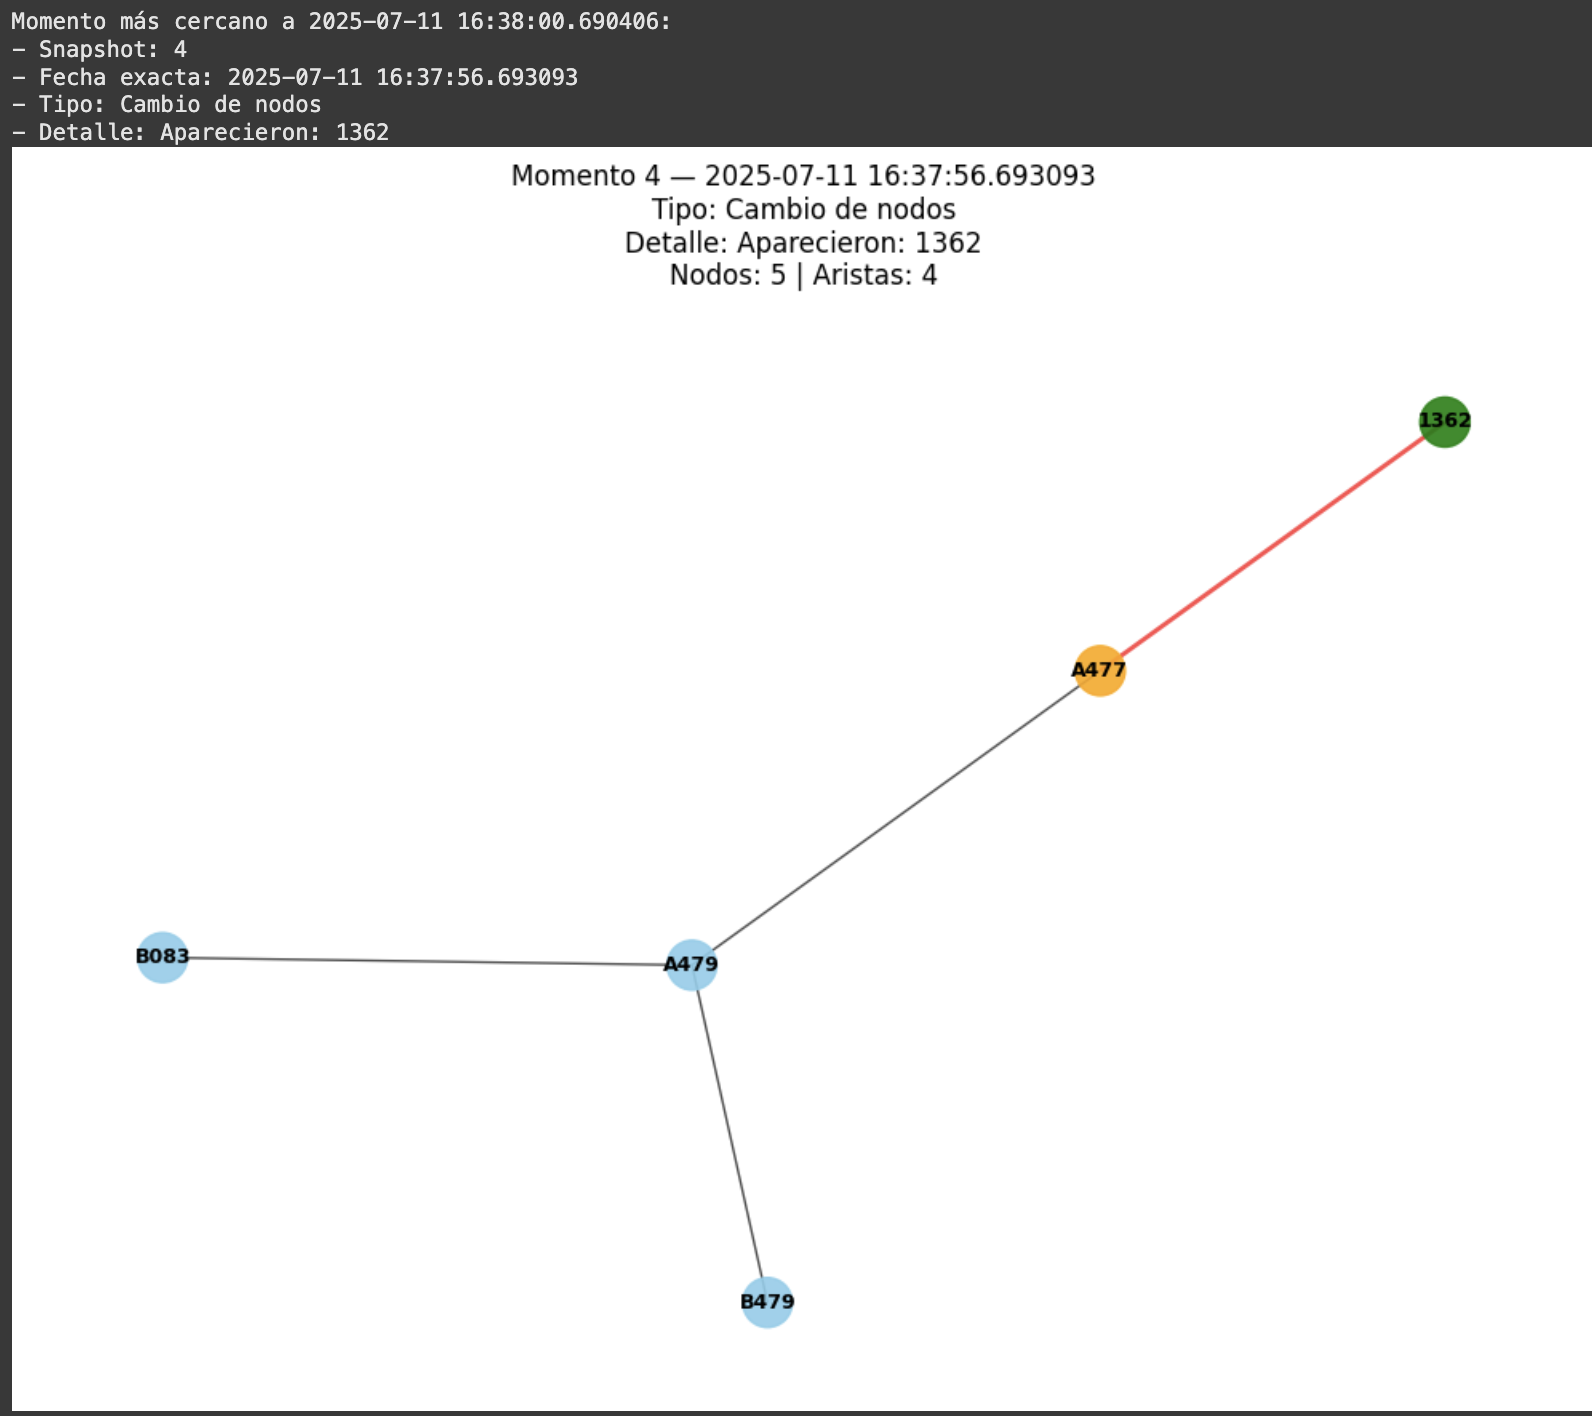 Momento más cercano a 2025-07-11 16:38:00.690406:
- Snapshot: 4
- Fecha exacta: 2025-07-11 16:37:56.693093
- Tipo: Cambio de nodos
- Detalle: Aparecieron: 1362
Momento 4 — 2025-07-11 16:37:56.693093
Tipo: Cambio de nodos
Detalle: Aparecieron: 1362
Nodos: 5 | Aristas: 4
1362
A477
B083
A479
B479